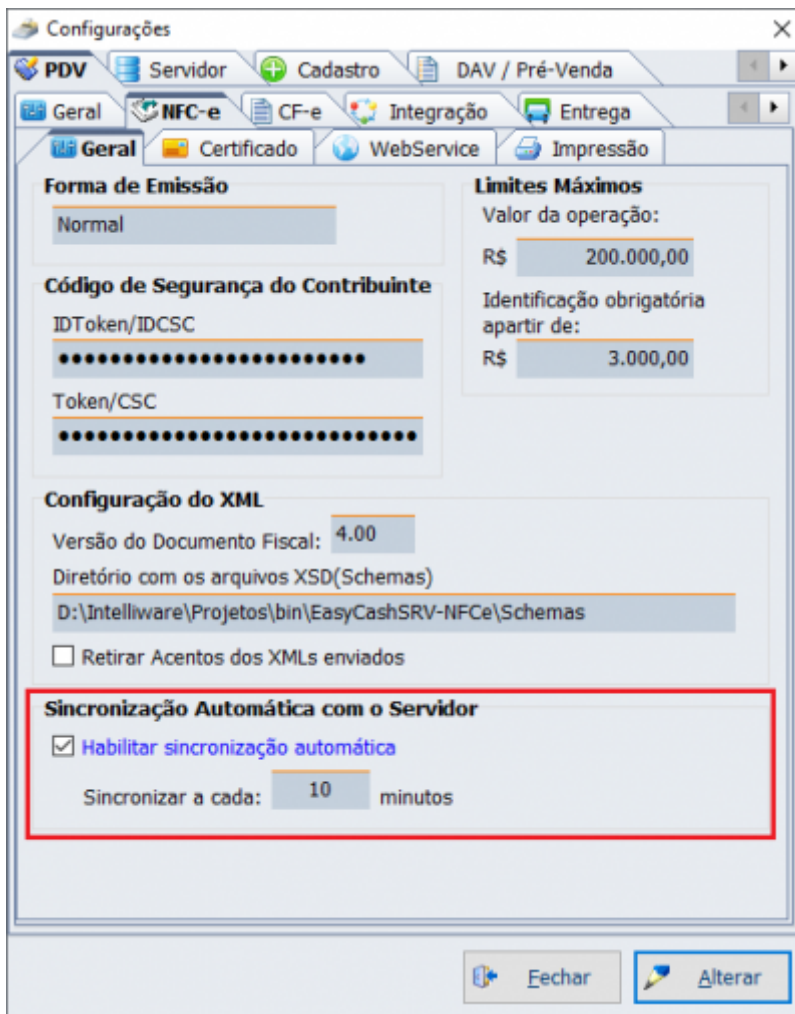 Configurações
PDV Servidor Cadastro DAV / Pré-Venda
Geral NFC-e CF-e Integração Entrega
Geral Certificado WebService Impressão
Forma de Emissão
Normal
Limites Máximos
Valor da operação:
R$ 200.000,00
Identificação obrigatória
apartir de:
R$ 3.000,00
Código de Segurança do Contribuinte
IDToken/IDCSC
••••••••••••••••••••••••
Token/CSC
••••••••••••••••••••••••••••
Configuração do XML
Versão do Documento Fiscal: 4.00
Diretório com os arquivos XSD(Schemas)
D:\Intelliware\Projetos\bin\EasyCashSRV-NFCe\Schemas
Retirar Acentos dos XMLs enviados
Sincronização Automática com o Servidor
Habilitar sincronização automática
Sincronizar a cada: 10 minutos
Fechar Alterar